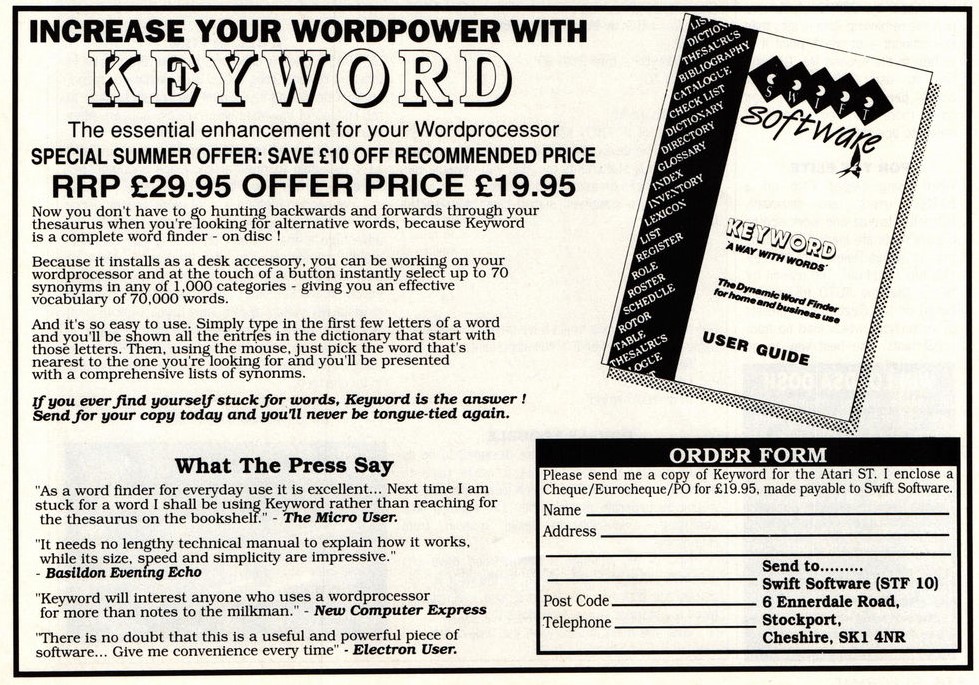 INCREASE YOUR WORDPOWER WITH
KEYWORD
The essential enhancement for your Wordprocessor
SPECIAL SUMMER OFFER: SAVE £10 OFF RECOMMENDED PRICE
RRP £29.95 OFFER PRICE £19.95
Now you don't have to go hunting backwards and forwards through your
thesaurus when you're looking for alternative words, because Keyword
is a complete word finder - on disc !
Because it installs as a desk accessory, you can be working on your
wordprocessor and at the touch of a button instantly select up to 70
synonyms in any of 1,000 categories - giving you an effective
vocabulary of 70,000 words.
And it's so easy to use. Simply type in the first few letters of a word
and you'll be shown all the entries in the dictionary that start with
those letters. Then, using the mouse, just pick the word that's
nearest to the one you're looking for and you'll be presented
with a comprehensive lists of synonms.
If you ever find yourself stuck for words, Keyword is the answer !
Send for your copy today and you'll never be tongue-tied again.
What The Press Say
"As a word finder for everyday use it is excellent... Next time I am
stuck for a word I shall be using Keyword rather than reaching for
the thesaurus on the bookshelf." - The Micro User.
"It needs no lengthy technical manual to explain how it works,
while its size, speed and simplicity are impressive."
- Basildon Evening Echo
"Keyword will interest anyone who uses a wordprocessor
for more than notes to the milkman." - New Computer Express
"There is no doubt that this is a useful and powerful piece of
software... Give me convenience every time" - Electron User.
THESAURUS
BIBLIOGRAPHY
CATALOGUE
CHECK LIST
DICTIONARY
DIRECTORY
GLOSSARY
INDEX
INVENTORY
LEXICON
LIST
REGISTER
ROLE
ROSTER
SCHEDULE
ROTOR
TABLE
THESAURUS
SWIFT
software
KEYWORD
'A WAY WITH WORDS'
The Dynamic Word Finder
for home and business use
USER GUIDE
ORDER FORM
Please send me a copy of Keyword for the Atari ST. I enclose a
Cheque/Eurocheque/PO for £19.95, made payable to Swift Software.
Name
Address
Post Code
Telephone
Send to.........
Swift Software (STF 10)
6 Ennerdale Road,
Stockport,
Cheshire, SK1 4NR